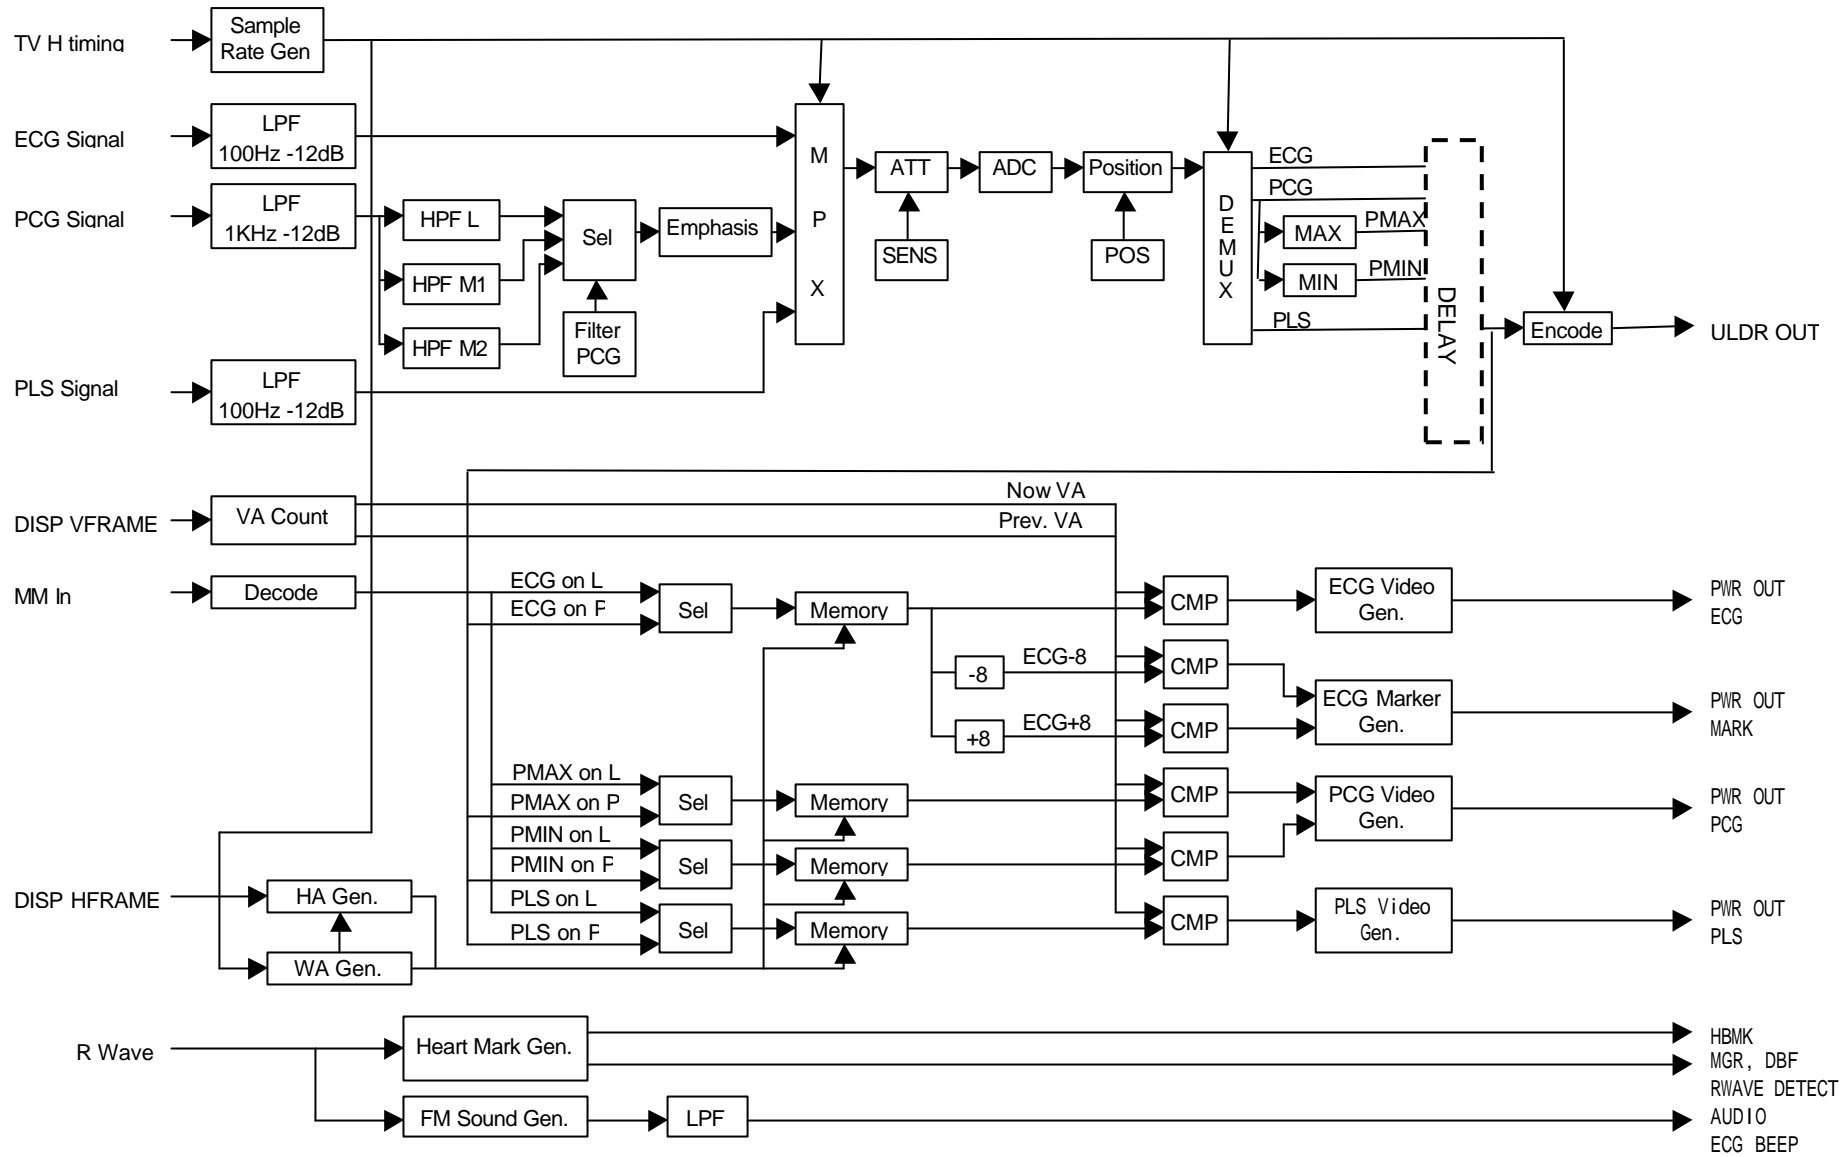 Sample
TV H timing
Rate Gen
LPF
ECG Signal
100Hz -12dB
M
P
X
ATT
ADC
Position
ECG
PCG
D
E
M
U
X
LPF
PCG Signal
1KHz -12dB
HPF L
Sel
Emphasis
MAX
PMAX
SENS
POS
HPF M1
MIN
PMIN
DELAY
Filter
PCG
HPF M2
PLS
Encode
ULDR OUT
LPF
PLS Signal
100Hz -12dB
Now VA
DISP VFRAME
VA Count
Prev. VA
MM In
Decode
ECG on L
ECG on P
Sel
Memory
CMP
ECG Video
Gen.
PWR OUT
ECG
-8
ECG-8
CMP
+8
ECG+8
CMP
ECG Marker
Gen.
PWR OUT
MARK
PMAX on L
PMAX on P
Sel
Memory
CMP
PCG Video
Gen.
PWR OUT
PCG
PMIN on L
PMIN on P
Sel
Memory
CMP
DISP HFRAME
HA Gen.
PLS on L
PLS on P
Sel
Memory
CMP
PLS Video
Gen.
PWR OUT
PLS
WA Gen.
R Wave
Heart Mark Gen.
HBMK
MGR, DBF
RWAVE DETECT
FM Sound Gen.
LPF
AUDIO
ECG BEEP